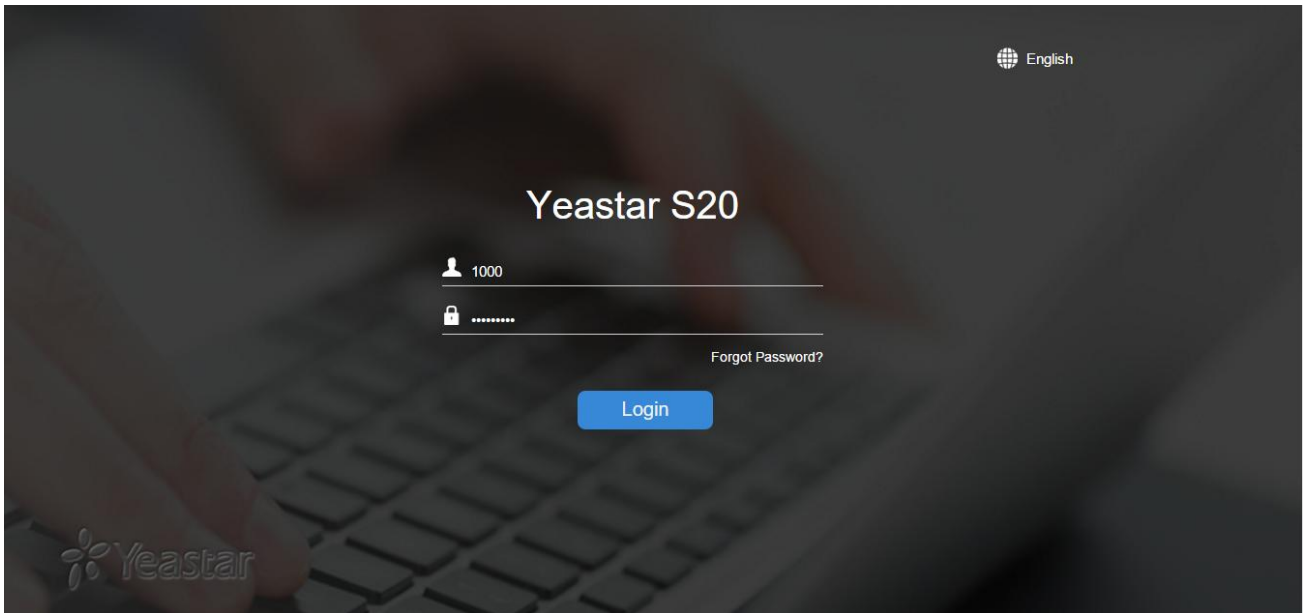 English
Yeastar S20
1000
•••••••••
Forgot Password?
Login
Yeastar